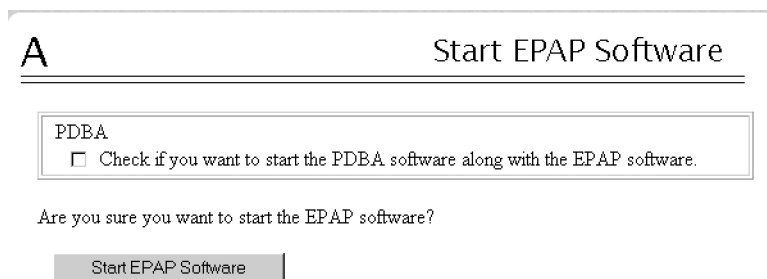 A Start EPAP Software
PDBA
Check if you want to start the PDBA software along with the EPAP software.
Are you sure you want to start the EPAP software?
Start EPAP Software